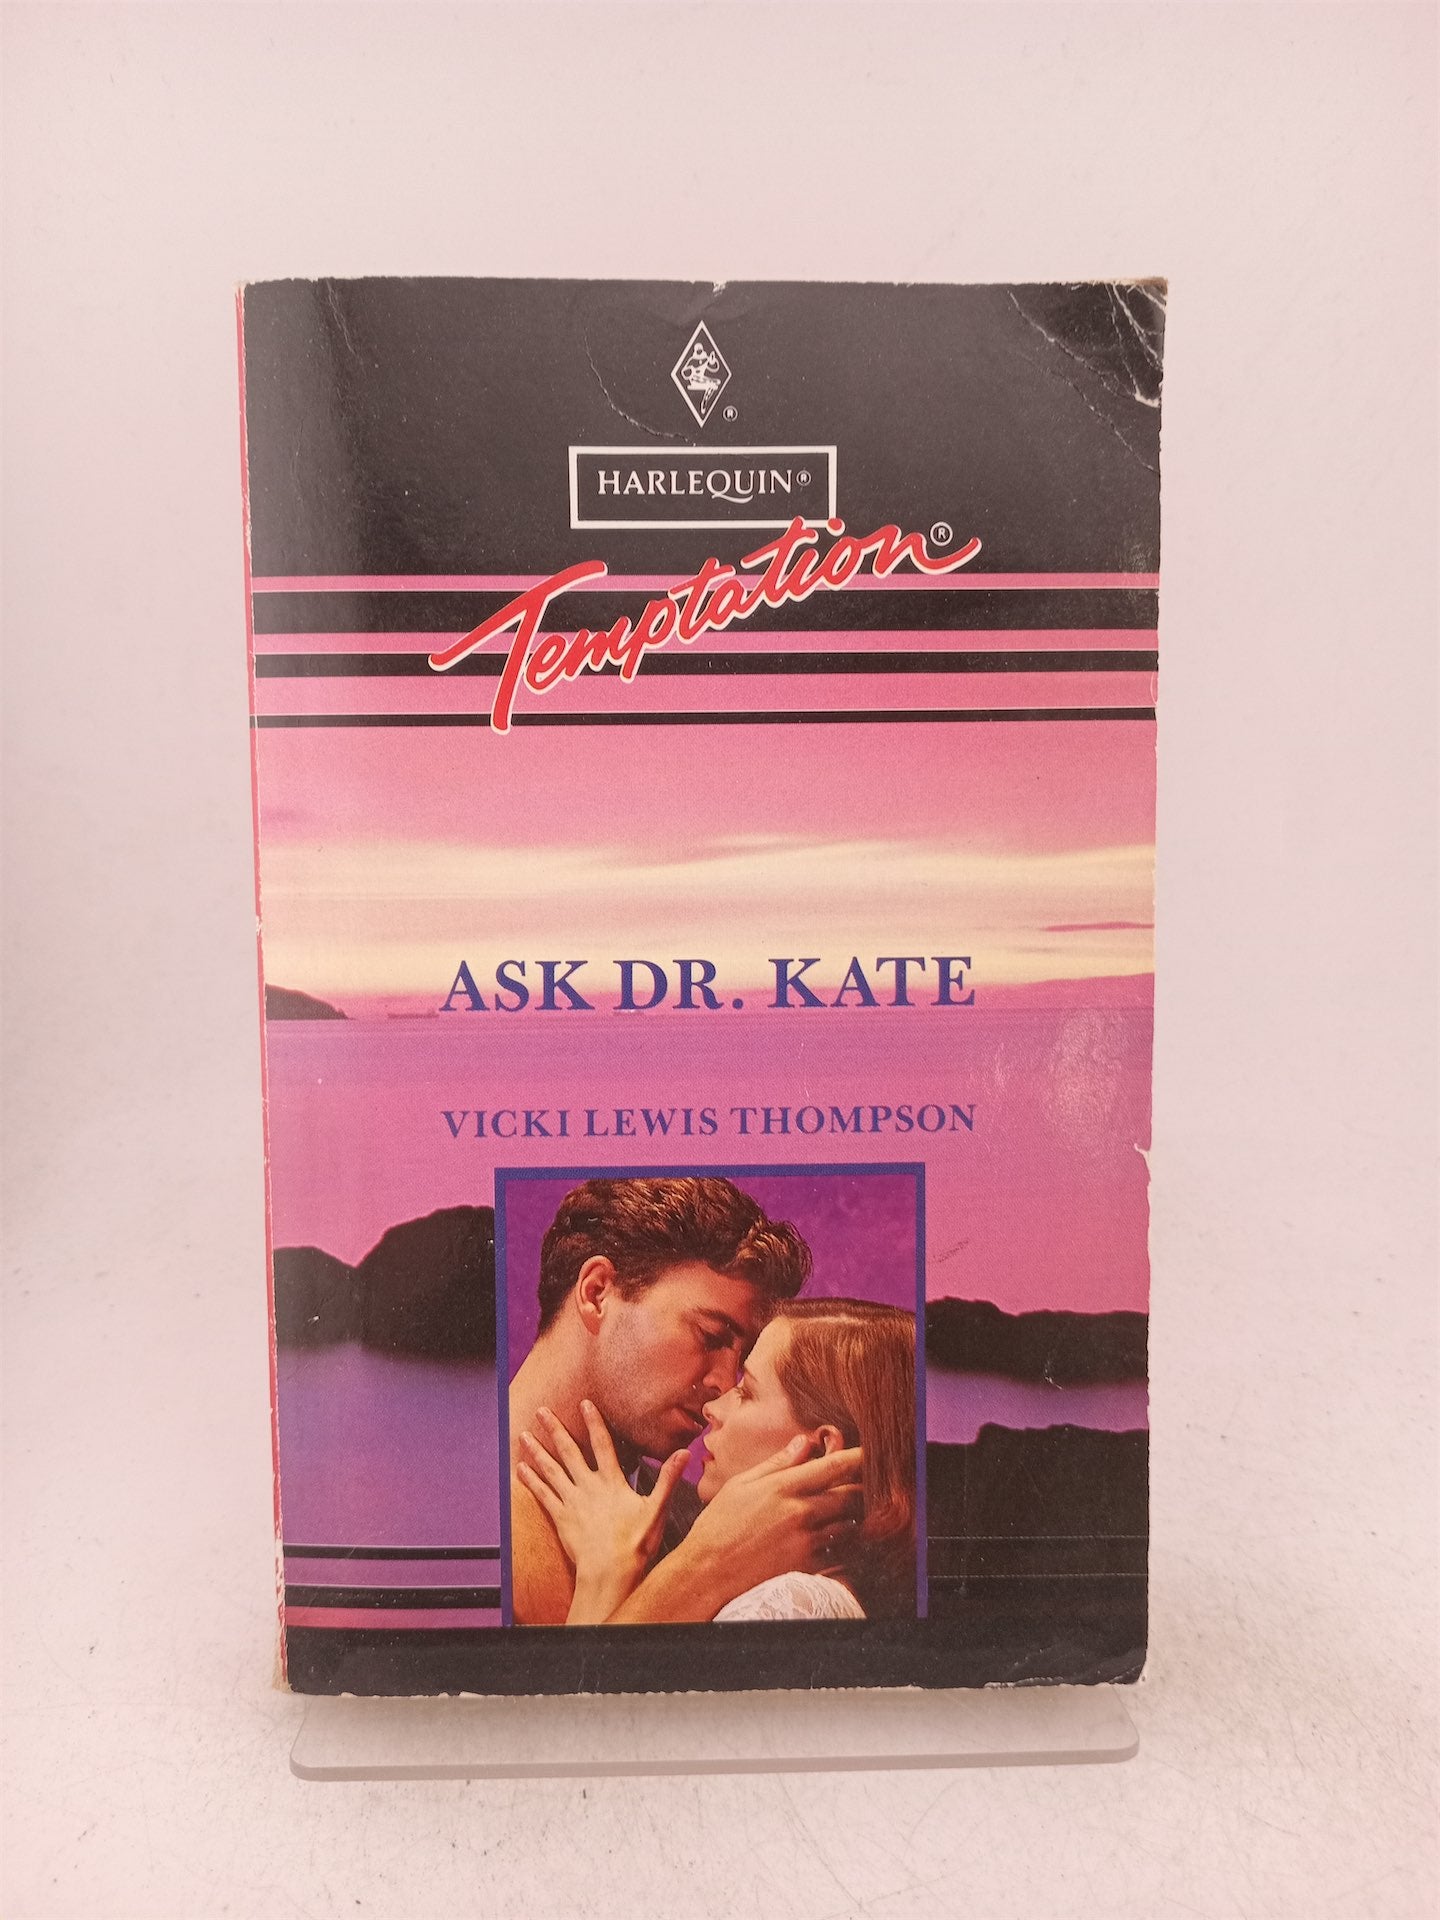 ®
HARLEQUIN®
Temptation®
ASK DR. KATE
VICKI LEWIS THOMPSON